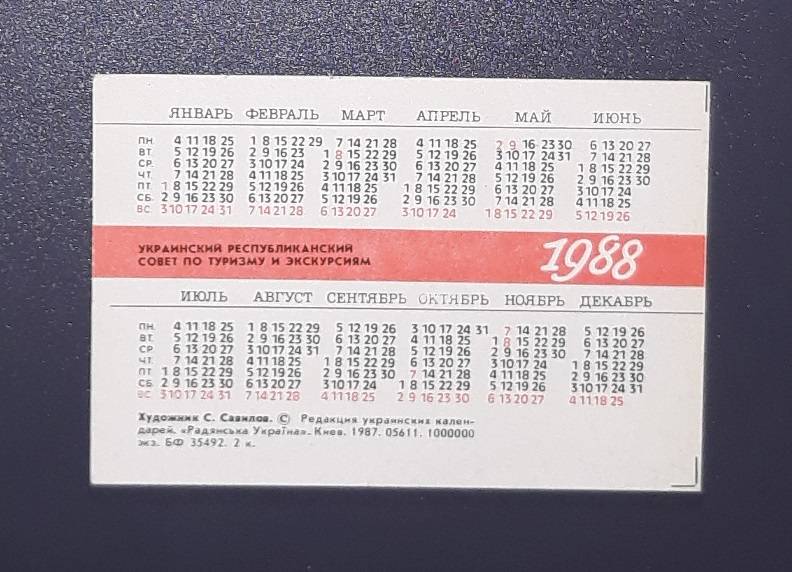 ЯНВАРЬ ФЕВРАЛЬ МАРТ АПРЕЛЬ МАЙ ИЮНЬ
ПН. 4 11 18 25 1 8 15 22 29 7 14 21 28 4 11 18 25 2 9 16 23 30 6 13 20 27
ВТ. 5 12 19 26 2 9 16 23 1 8 15 22 29 5 12 19 26 3 10 17 24 31 7 14 21 28
СР. 6 13 20 27 3 10 17 24 2 9 16 23 30 6 13 20 27 4 11 18 25 1 8 15 22 29
ЧТ. 7 14 21 28 4 11 18 25 3 10 17 24 31 7 14 21 28 5 12 19 26 2 9 16 23 30
ПТ. 1 8 15 22 29 5 12 19 26 4 11 18 25 1 8 15 22 29 6 13 20 27 3 10 17 24
СБ. 2 9 16 23 30 6 13 20 27 5 12 19 26 2 9 16 23 30 7 14 21 28 4 11 18 25
ВС. 3 10 17 24 31 7 14 21 28 6 13 20 27 3 10 17 24 1 8 15 22 29 5 12 19 26
УКРАИНСКИЙ РЕСПУБЛИКАНСКИЙ
СОВЕТ ПО ТУРИЗМУ И ЭКСКУРСИЯМ
1988
ИЮЛЬ АВГУСТ СЕНТЯБРЬ ОКТЯБРЬ НОЯБРЬ ДЕКАБРЬ
ПН. 4 11 18 25 1 8 15 22 29 5 12 19 26 3 10 17 24 31 7 14 21 28 5 12 19 26
ВТ. 5 12 19 26 2 9 16 23 30 6 13 20 27 4 11 18 25 1 8 15 22 29 6 13 20 27
СР. 6 13 20 27 3 10 17 24 31 7 14 21 28 5 12 19 26 2 9 16 23 30 7 14 21 28
ЧТ. 7 14 21 28 4 11 18 25 1 8 15 22 29 6 13 20 27 3 10 17 24 1 8 15 22 29
ПТ. 1 8 15 22 29 5 12 19 26 2 9 16 23 30 7 14 21 28 4 11 18 25 2 9 16 23 30
СБ. 2 9 16 23 30 6 13 20 27 3 10 17 24 1 8 15 22 29 5 12 19 26 3 10 17 24 31
ВС. 3 10 17 24 31 7 14 21 28 4 11 18 25 2 9 16 23 30 6 13 20 27 4 11 18 25
Художник С. Савилов. © Редакция украинских кален-
дарей. «Радянська Україна». Киев. 1987. 05611. 1000000
экз. БФ 35492. 2 к.